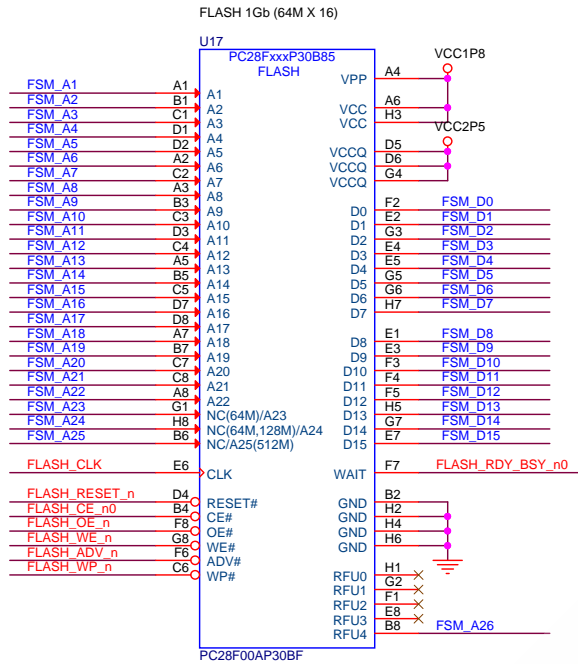 FLASH 1Gb (64M X 16)
U17
PC28FxxxP30B85
FLASH
VCC1P8
VPP A4
VCC A6
VCC H3
VCC2P5
VCCQ D5
VCCQ D6
VCCQ G4
FSM_A1 A1 A1
FSM_A2 B1 A2
FSM_A3 C1 A3
FSM_A4 D1 A4
FSM_A5 D2 A5
FSM_A6 A2 A6
FSM_A7 C2 A7
FSM_A8 A3 A8
FSM_A9 B3 A9
FSM_A10 C3 A10
FSM_A11 D3 A11
FSM_A12 C4 A12
FSM_A13 A5 A13
FSM_A14 B5 A14
FSM_A15 C5 A15
FSM_A16 D7 A16
FSM_A17 D8 A17
FSM_A18 A7 A18
FSM_A19 B7 A19
FSM_A20 C7 A20
FSM_A21 C8 A21
FSM_A22 A8 A22
FSM_A23 G1 NC(64M)/A23
FSM_A24 H8 NC(64M,128M)/A24
FSM_A25 B6 NC/A25(512M)
FLASH_CLK E6 CLK
FLASH_RESET_n D4 RESET#
FLASH_CE_n0 B4 CE#
FLASH_OE_n F8 OE#
FLASH_WE_n G8 WE#
FLASH_ADV_n F6 ADV#
FLASH_WP_n C6 WP#
D0 F2 FSM_D0
D1 E2 FSM_D1
D2 G3 FSM_D2
D3 E4 FSM_D3
D4 E5 FSM_D4
D5 G5 FSM_D5
D6 G6 FSM_D6
D7 H7 FSM_D7
D8 E1 FSM_D8
D9 E3 FSM_D9
D10 F3 FSM_D10
D11 F4 FSM_D11
D12 F5 FSM_D12
D13 H5 FSM_D13
D14 G7 FSM_D14
D15 E7 FSM_D15
WAIT F7 FLASH_RDY_BSY_n0
GND B2
GND H2
GND H4
GND H6
RFU0 H1
RFU1 G2
RFU2 F1
RFU3 E8
RFU4 B8 FSM_A26
PC28F00AP30BF